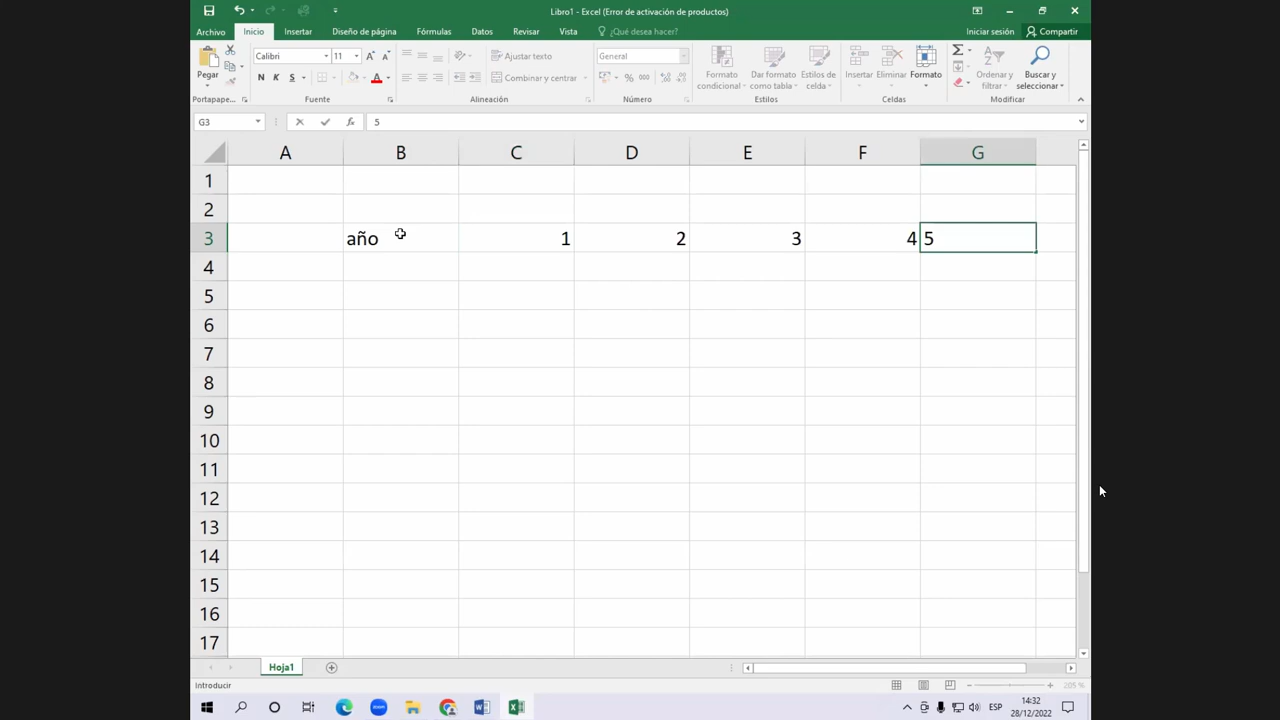 Libro1 - Excel (Error de activación de productos)
Archivo Inicio Insertar Diseño de página Fórmulas Datos Revisar Vista ¿Qué desea hacer? Iniciar sesión Compartir
Calibri 11 Ajustar texto General
Pegar Formato condicional Dar formato como tabla Estilos de celda Insertar Eliminar Formato Ordenar y filtrar Buscar y seleccionar
N K S Combinar y centrar % 000
Portapape... Fuente Alineación Número Estilos Celdas Modificar
G3 fx 5
A B C D E F G
1
2
3 año 1 2 3 4 5
4
5
6
7
8
9
10
11
12
13
14
15
16
17
Hoja1
Introducir 205 %
zoom ESP 14:32
28/12/2022